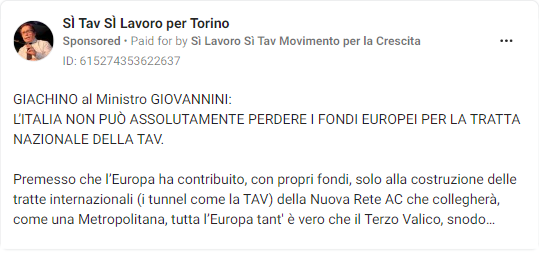 SÌ Tav SÌ Lavoro per Torino
Sponsored • Paid for by Sì Lavoro Sì Tav Movimento per la Crescita
ID: 615274353622637
GIACHINO al Ministro GIOVANNINI:
L'ITALIA NON PUÒ ASSOLUTAMENTE PERDERE I FONDI EUROPEI PER LA TRATTA
NAZIONALE DELLA TAV.
Premesso che l'Europa ha contribuito, con propri fondi, solo alla costruzione delle
tratte internazionali (i tunnel come la TAV) della Nuova Rete AC che collegherà,
come una Metropolitana, tutta l'Europa tant' è vero che il Terzo Valico, snodo...